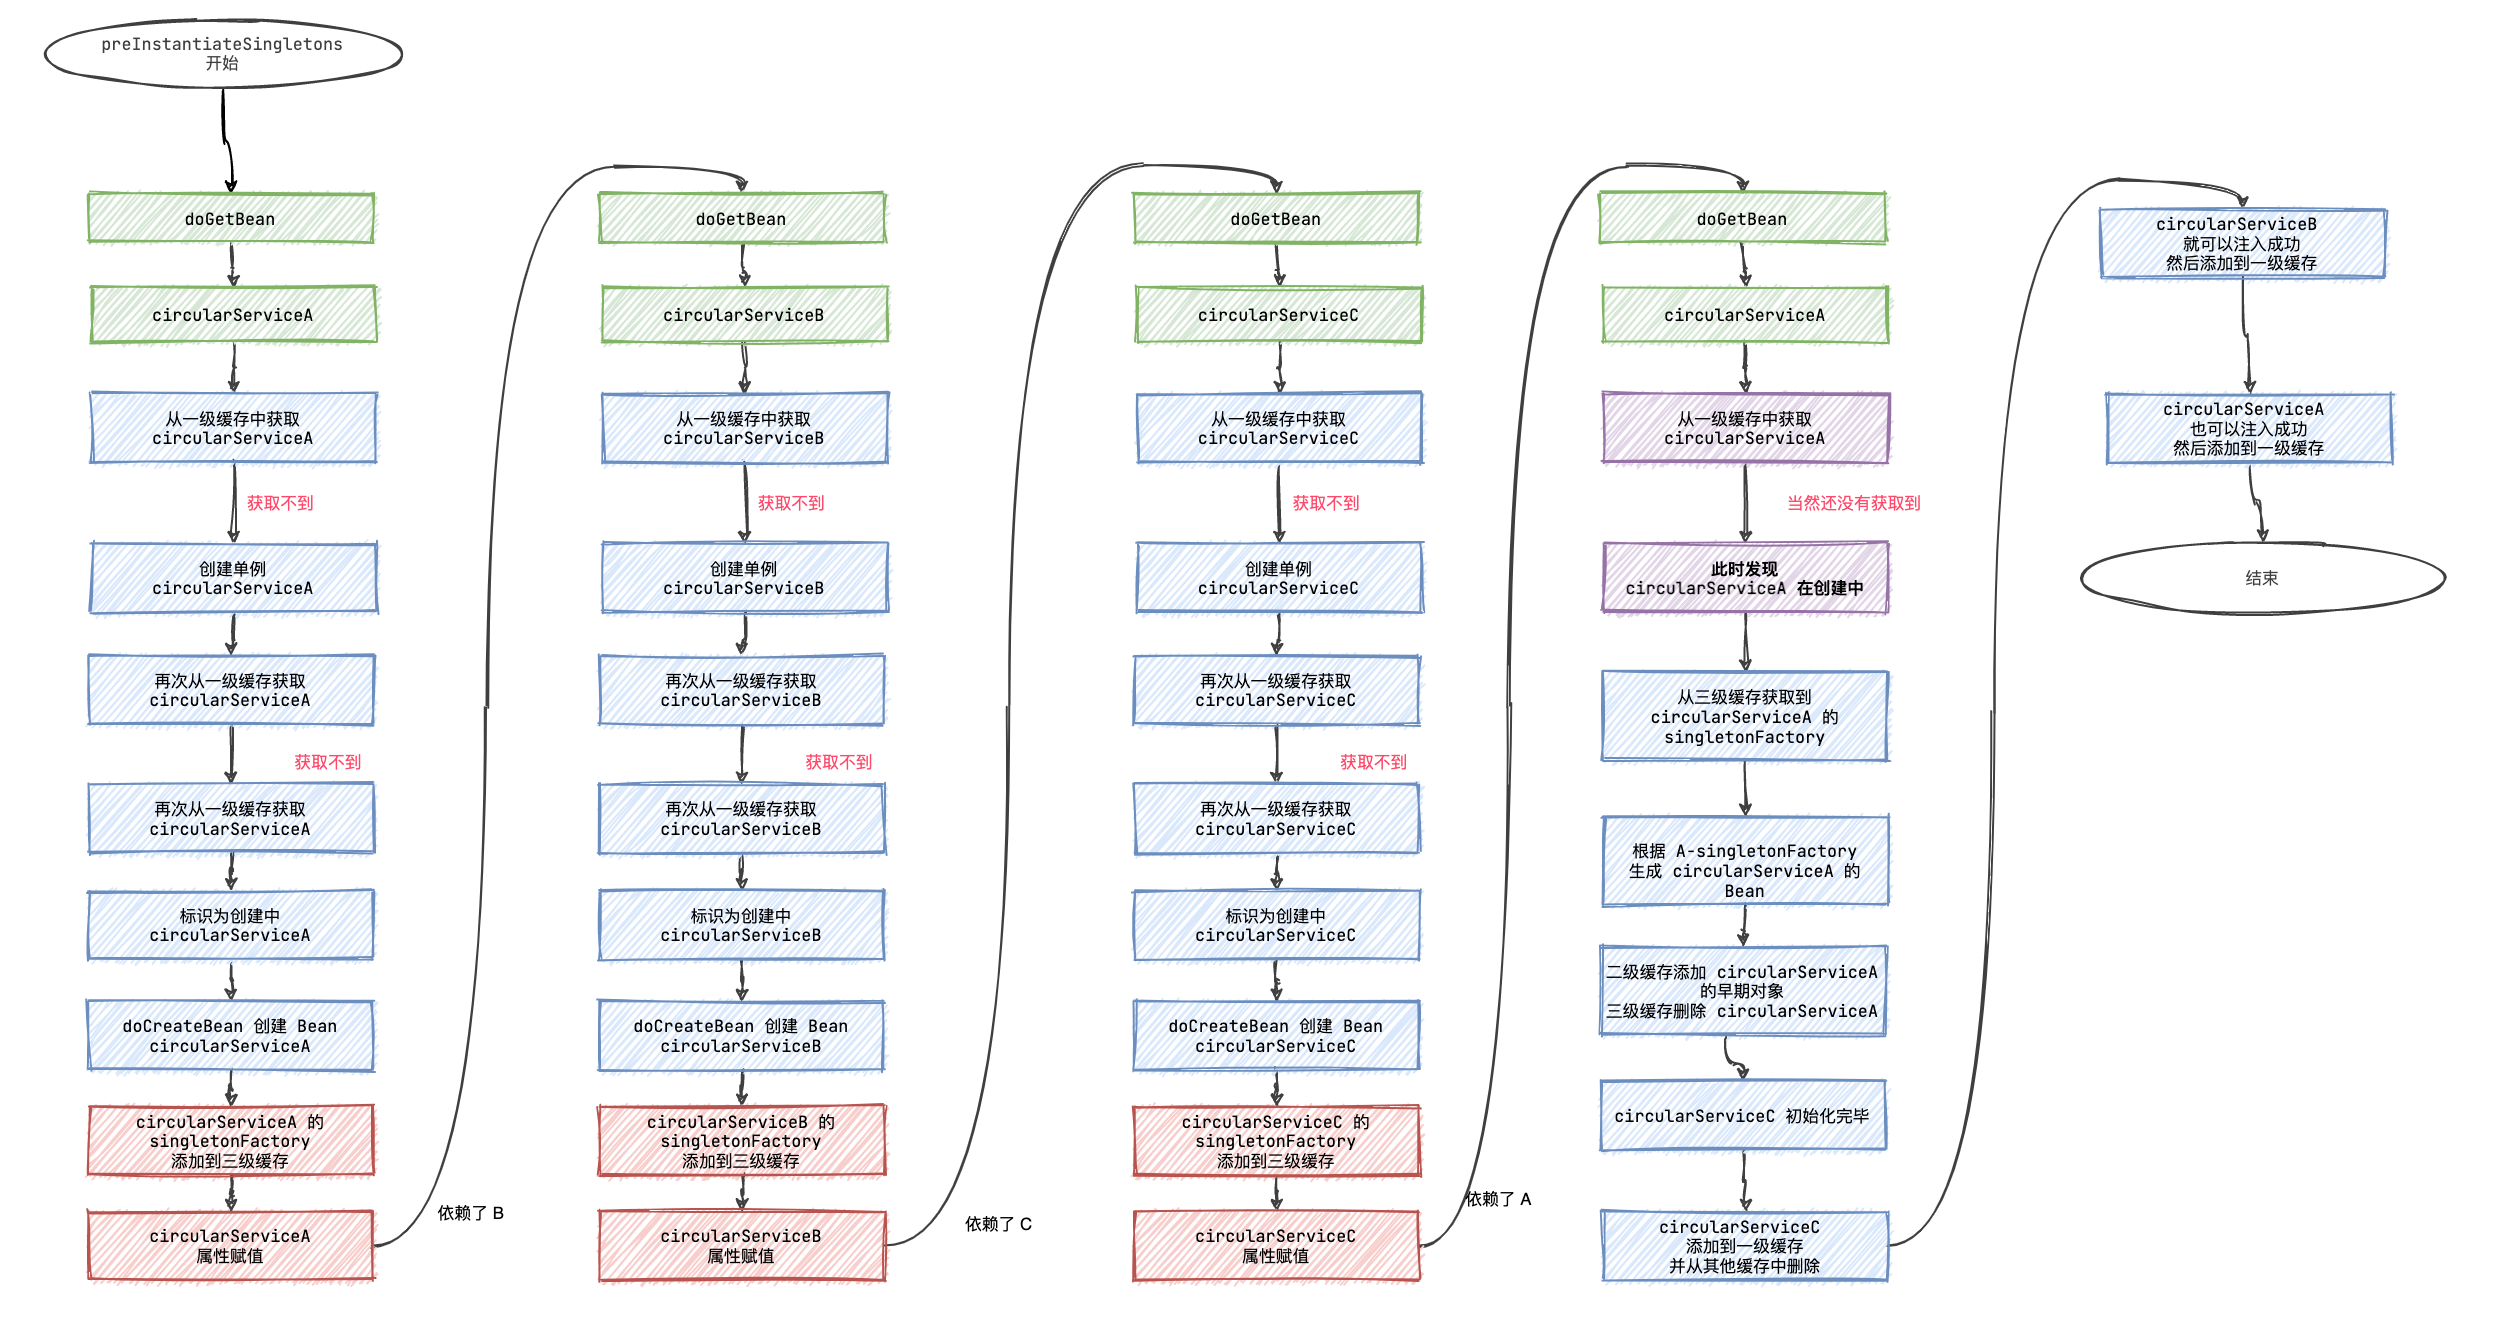 preInstantiateSingletons
开始
doGetBean
circularServiceA
从一级缓存中获取
circularServiceA
获取不到
创建单例
circularServiceA
再次从一级缓存获取
circularServiceA
获取不到
再次从一级缓存获取
circularServiceA
标识为创建中
circularServiceA
doCreateBean 创建 Bean
circularServiceA
circularServiceA 的
singletonFactory
添加到三级缓存
circularServiceA
属性赋值
依赖了 B
doGetBean
circularServiceB
从一级缓存中获取
circularServiceB
获取不到
创建单例
circularServiceB
再次从一级缓存获取
circularServiceB
获取不到
再次从一级缓存获取
circularServiceB
标识为创建中
circularServiceB
doCreateBean 创建 Bean
circularServiceB
circularServiceB 的
singletonFactory
添加到三级缓存
circularServiceB
属性赋值
依赖了 C
doGetBean
circularServiceC
从一级缓存中获取
circularServiceC
获取不到
创建单例
circularServiceC
再次从一级缓存获取
circularServiceC
获取不到
再次从一级缓存获取
circularServiceC
标识为创建中
circularServiceC
doCreateBean 创建 Bean
circularServiceC
circularServiceC 的
singletonFactory
添加到三级缓存
circularServiceC
属性赋值
依赖了 A
doGetBean
circularServiceA
从一级缓存中获取
circularServiceA
当然还没有获取到
此时发现
circularServiceA 在创建中
从三级缓存获取到
circularServiceA 的
singletonFactory
根据 A-singletonFactory
生成 circularServiceA 的
Bean
二级缓存添加 circularServiceA
的早期对象
三级缓存删除 circularServiceA
circularServiceC 初始化完毕
circularServiceC
添加到一级缓存
并从其他缓存中删除
circularServiceB
就可以注入成功
然后添加到一级缓存
circularServiceA
也可以注入成功
然后添加到一级缓存
结束